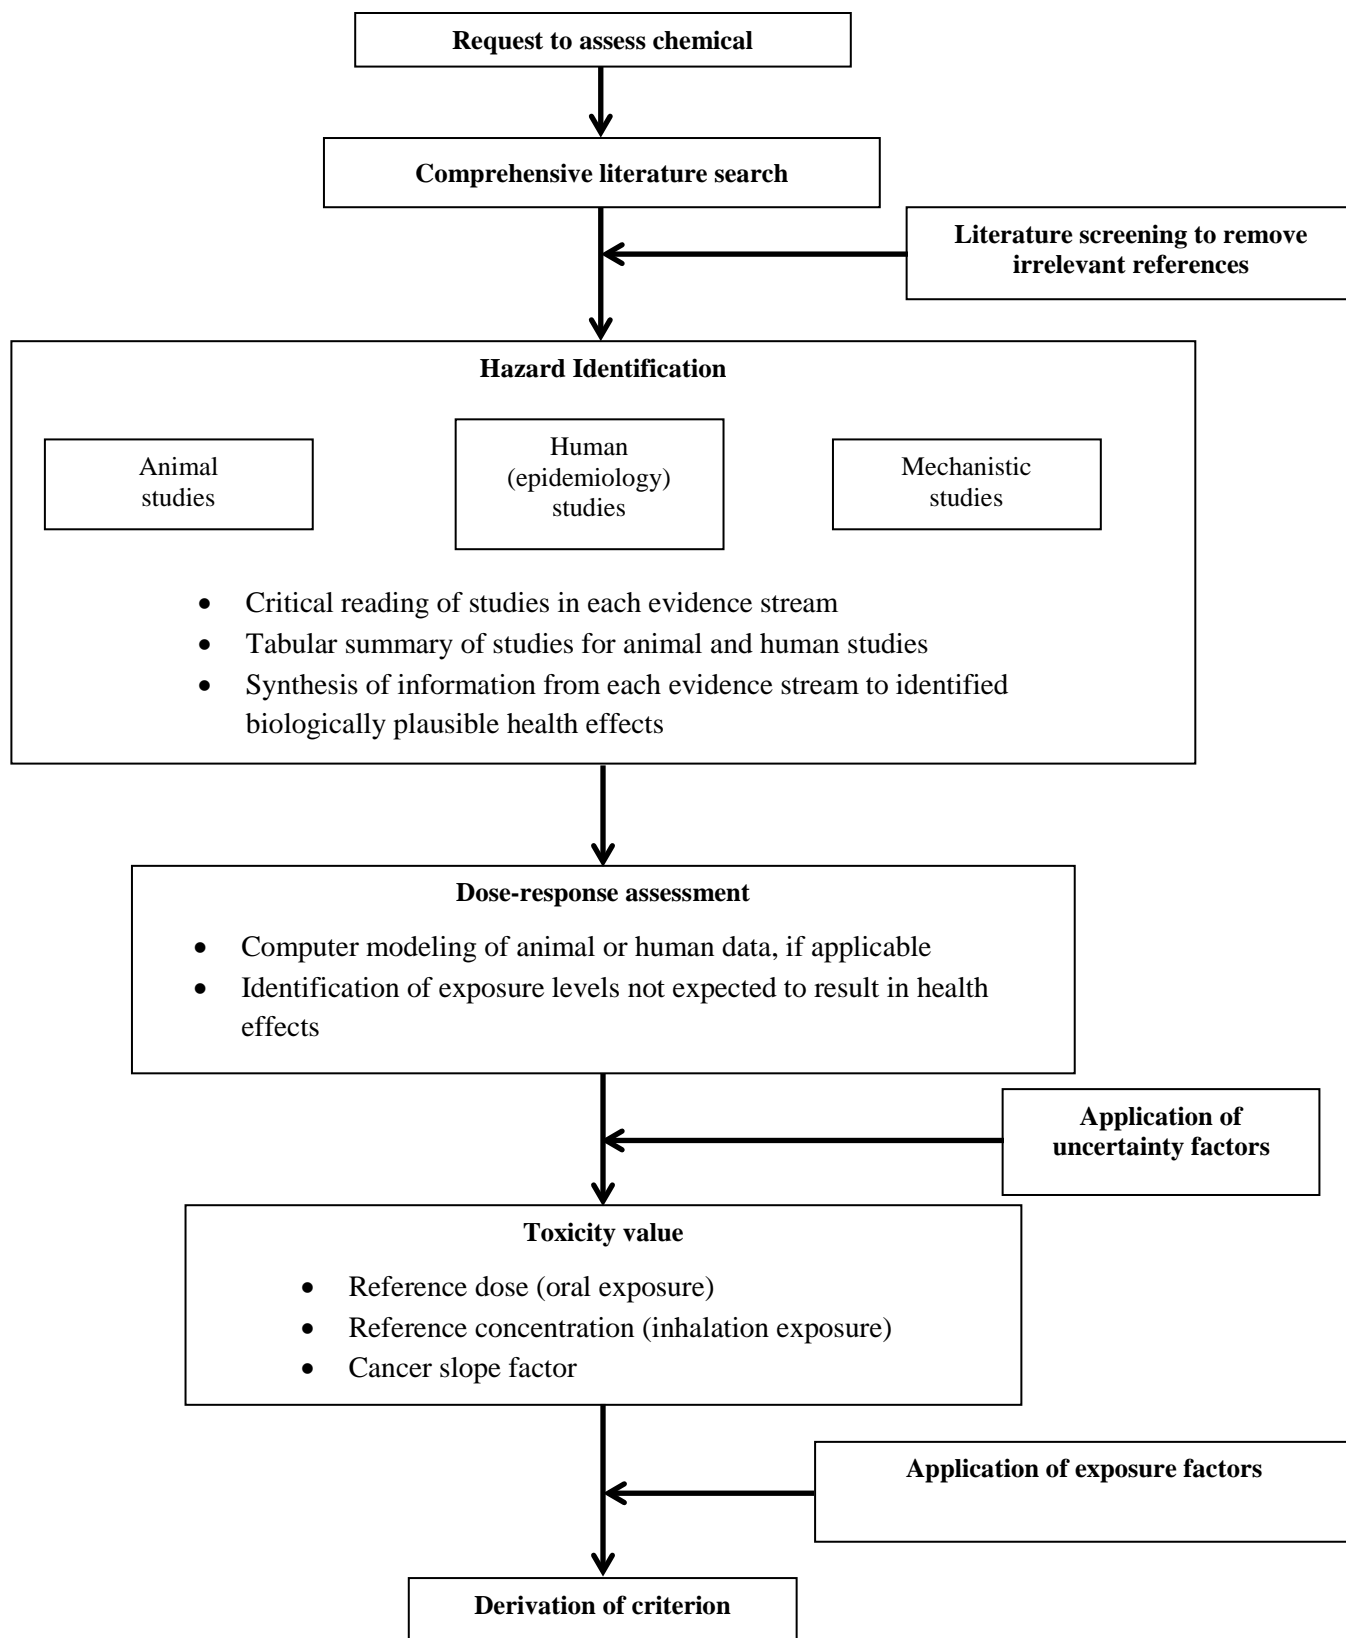 Request to assess chemical
Comprehensive literature search
Literature screening to remove
irrelevant references
Hazard Identification
Animal
studies
Human
(epidemiology)
studies
Mechanistic
studies
• Critical reading of studies in each evidence stream
• Tabular summary of studies for animal and human studies
• Synthesis of information from each evidence stream to identified
biologically plausible health effects
Dose-response assessment
• Computer modeling of animal or human data, if applicable
• Identification of exposure levels not expected to result in health
effects
Application of
uncertainty factors
Toxicity value
• Reference dose (oral exposure)
• Reference concentration (inhalation exposure)
• Cancer slope factor
Application of exposure factors
Derivation of criterion